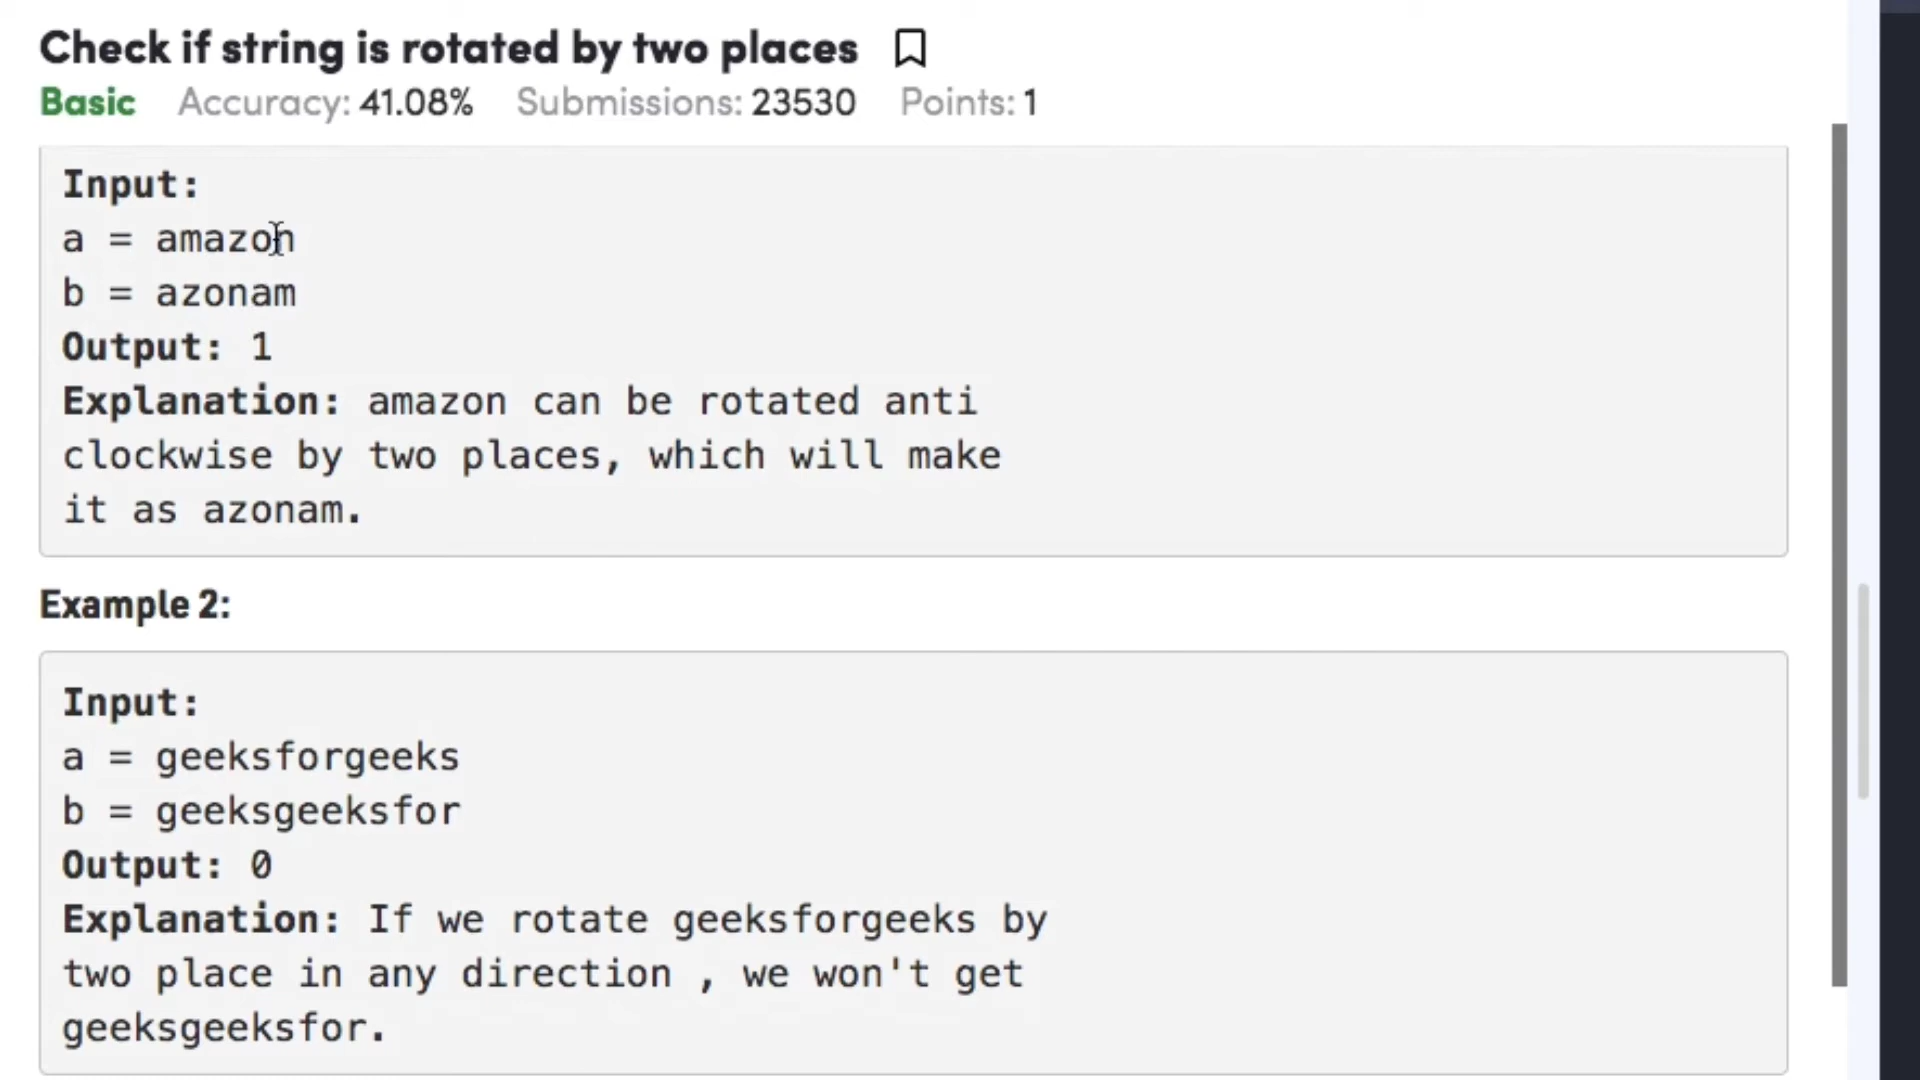 Check if string is rotated by two places
Basic Accuracy: 41.08% Submissions: 23530 Points: 1
Input:
a = amazon
b = azonam
Output: 1
Explanation: amazon can be rotated anti
clockwise by two places, which will make
it as azonam.
Example 2:
Input:
a = geeksforgeeks
b = geeksgeeksfor
Output: 0
Explanation: If we rotate geeksforgeeks by
two place in any direction , we won't get
geeksgeeksfor.